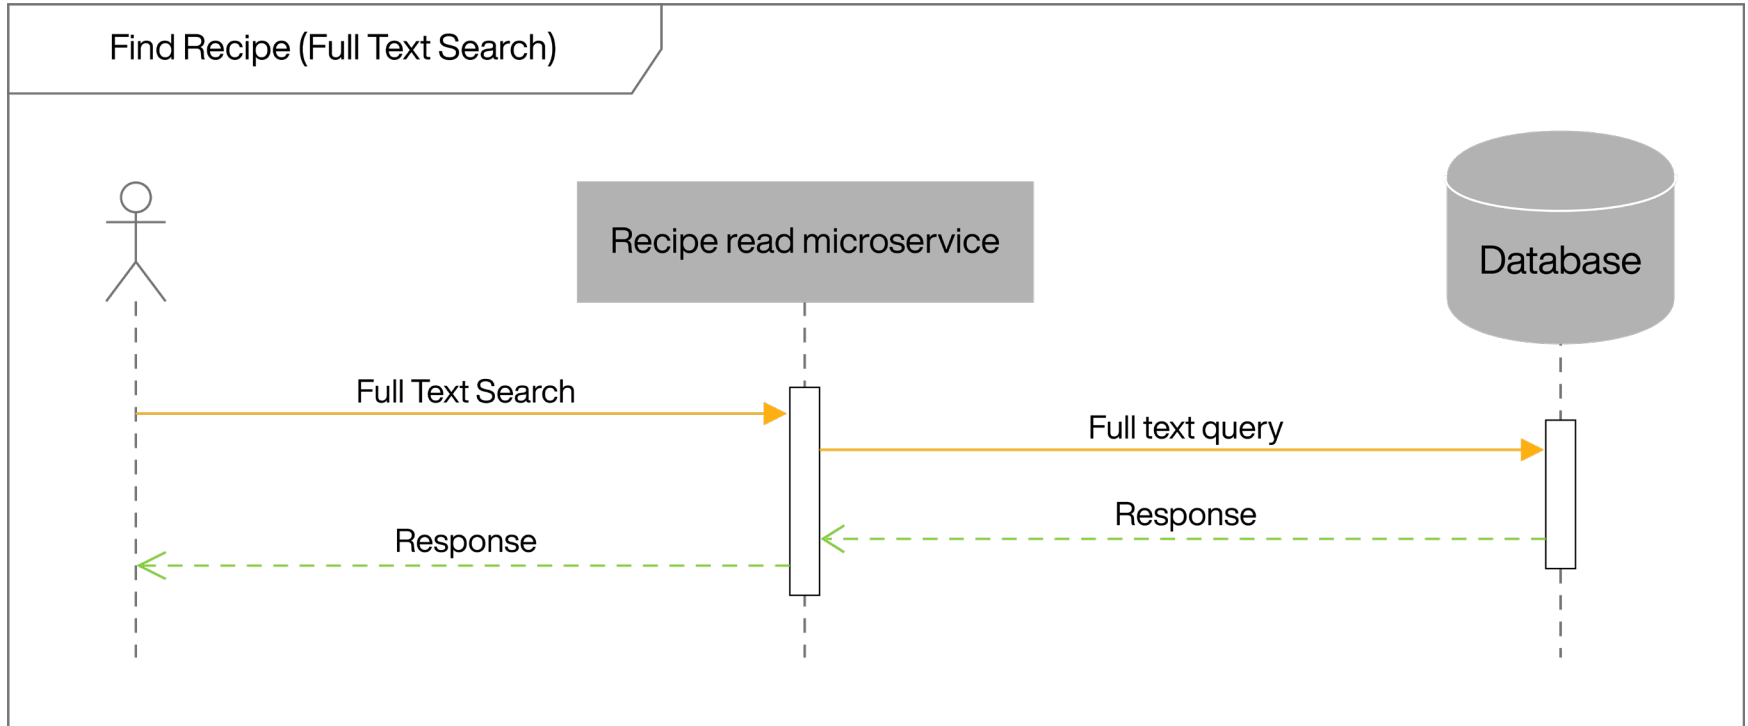 Find Recipe (Full Text Search)
Recipe read microservice
Database
Full Text Search
Full text query
Response
Response